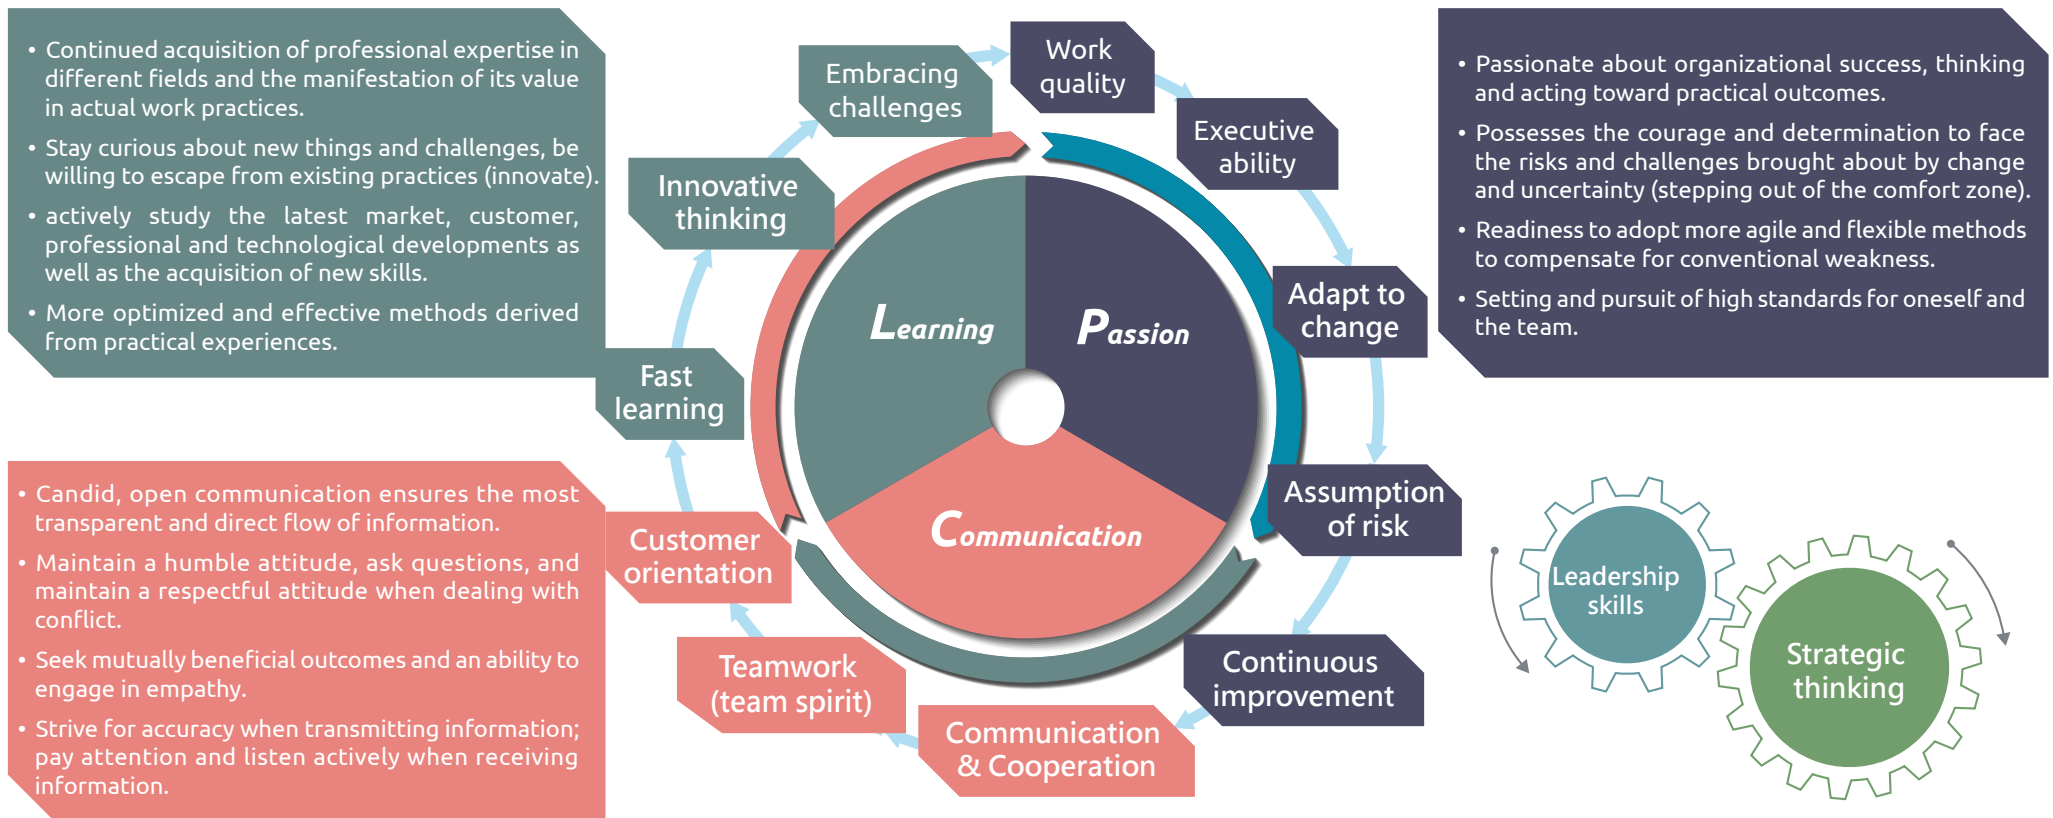 • Continued acquisition of professional expertise in
different fields and the manifestation of its value
in actual work practices.
• Stay curious about new things and challenges, be
willing to escape from existing practices (innovate).
• actively study the latest market, customer,
professional and technological developments as
well as the acquisition of new skills.
• More optimized and effective methods derived
from practical experiences.
• Candid, open communication ensures the most
transparent and direct flow of information.
• Maintain a humble attitude, ask questions, and
maintain a respectful attitude when dealing with
conflict.
• Seek mutually beneficial outcomes and an ability to
engage in empathy.
• Strive for accuracy when transmitting information;
pay attention and listen actively when receiving
information.
Work
quality
Executive
ability
Adapt to
change
Assumption
of risk
Continuous
improvement
Communication
& Cooperation
Teamwork
(team spirit)
Customer
orientation
Fast
learning
Innovative
thinking
Embracing
challenges
Learning
Passion
Communication
• Passionate about organizational success, thinking
and acting toward practical outcomes.
• Possesses the courage and determination to face
the risks and challenges brought about by change
and uncertainty (stepping out of the comfort zone).
• Readiness to adopt more agile and flexible methods
to compensate for conventional weakness.
• Setting and pursuit of high standards for oneself and
the team.
Leadership
skills
Strategic
thinking